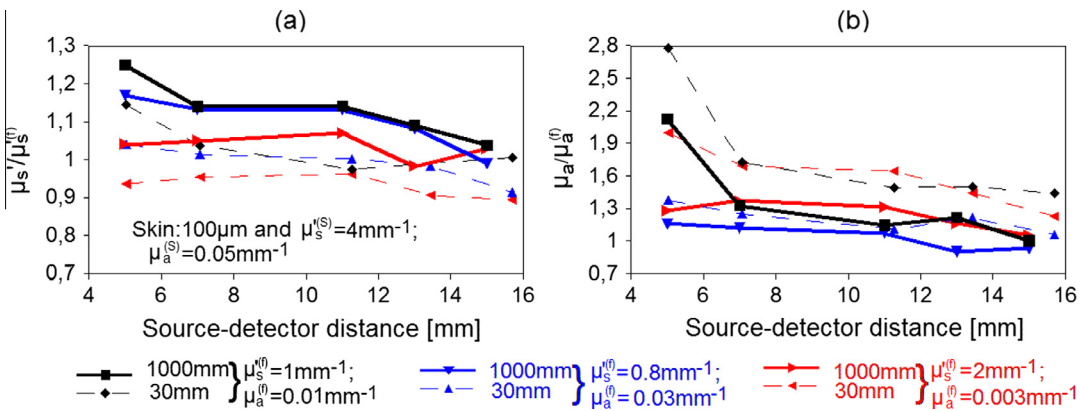 (a)
(b)
1,3
1,2
1,1
1
0,9
0,8
0,7
μs'/μs'(f)
Skin:100μm and μs'(S)=4mm-1;
μa(S)=0.05mm-1
4 6 8 10 12 14 16
Source-detector distance [mm]
2,8
2,5
2,2
1,9
1,6
1,3
1
0,7
μa/μa(f)
4 6 8 10 12 14 16
Source-detector distance [mm]
1000mm } μs'(f)=1mm-1;
30mm μa(f)=0.01mm-1
1000mm } μs'(f)=0.8mm-1;
30mm μa(f)=0.03mm-1
1000mm } μs'(f)=2mm-1;
30mm μa(f)=0.003mm-1